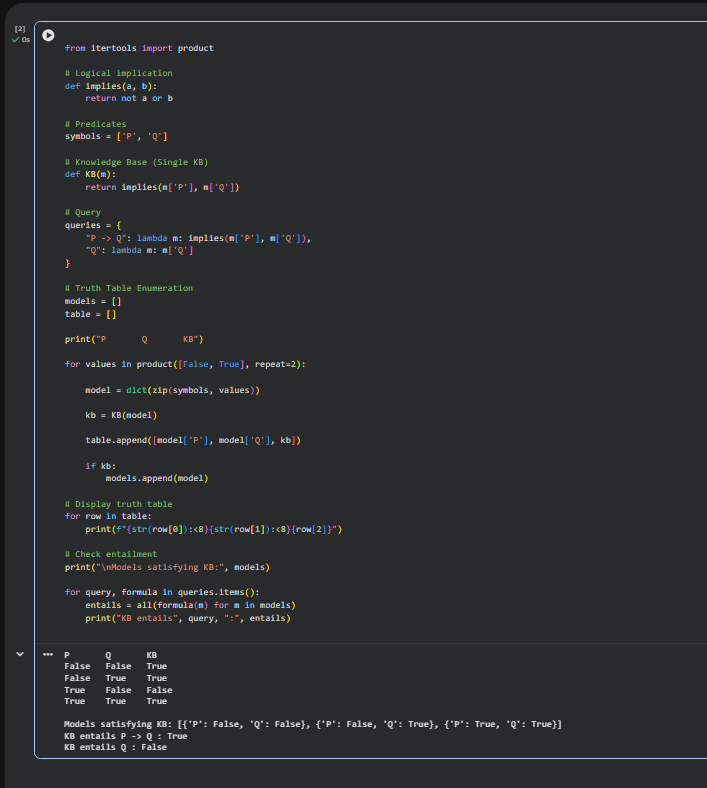 [2]
0s
from itertools import product
# Logical implication
def implies(a, b):
    return not a or b
# Predicates
symbols = ['P', 'Q']
# Knowledge Base (Single KB)
def KB(m):
    return implies(m['P'], m['Q'])
# Query
queries = {
    "P -> Q": lambda m: implies(m['P'], m['Q']),
    "Q": lambda m: m['Q']
}
# Truth Table Enumeration
models = []
table = []
print("P       Q       KB")
for values in product([False, True], repeat=2):
    model = dict(zip(symbols, values))
    kb = KB(model)
    table.append([model['P'], model['Q'], kb])
    if kb:
        models.append(model)
# Display truth table
for row in table:
    print(f"{str(row[0]):<8}{str(row[1]):<8}{row[2]}")
# Check entailment
print("\nModels satisfying KB:", models)
for query, formula in queries.items():
    entails = all(formula(m) for m in models)
    print("KB entails", query, ":", entails)
P       Q       KB
False   False   True
False   True    True
True    False   False
True    True    True
Models satisfying KB: [{'P': False, 'Q': False}, {'P': False, 'Q': True}, {'P': True, 'Q': True}]
KB entails P -> Q : True
KB entails Q : False